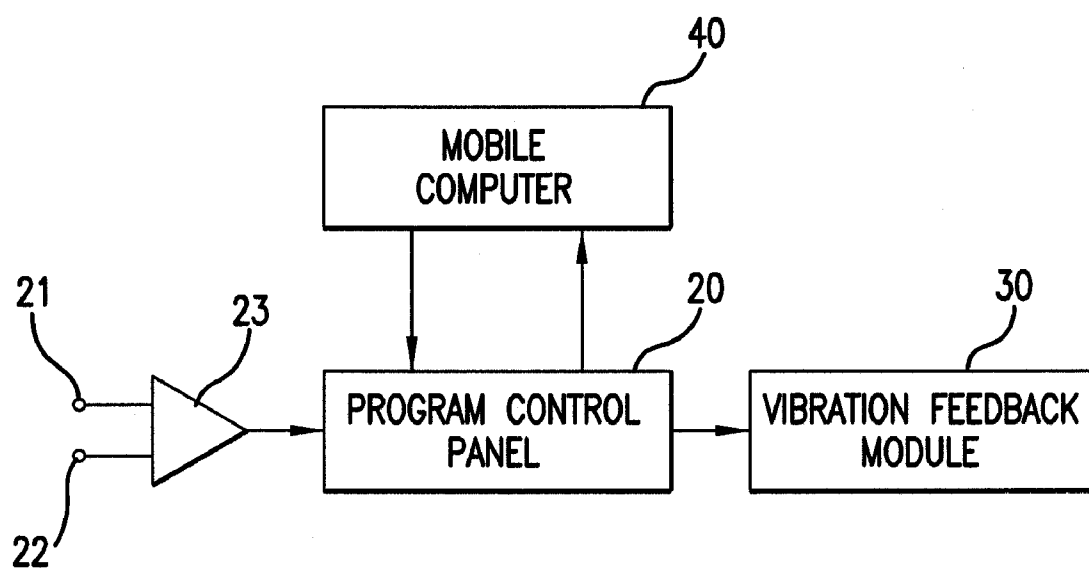 40
MOBILE
COMPUTER
21
23
20
30
PROGRAM CONTROL
PANEL
VIBRATION FEEDBACK
MODULE
22